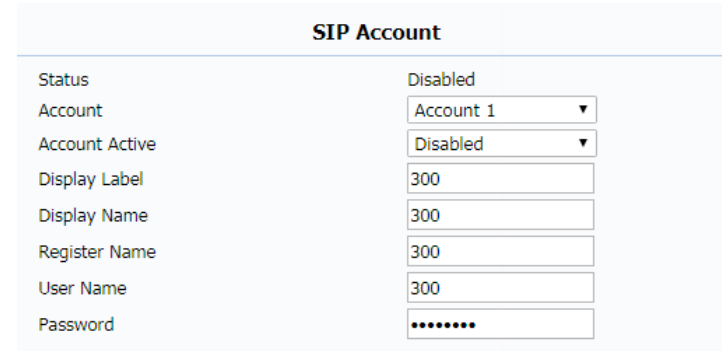 SIP Account
Status Disabled
Account Account 1
Account Active Disabled
Display Label 300
Display Name 300
Register Name 300
User Name 300
Password ••••••••